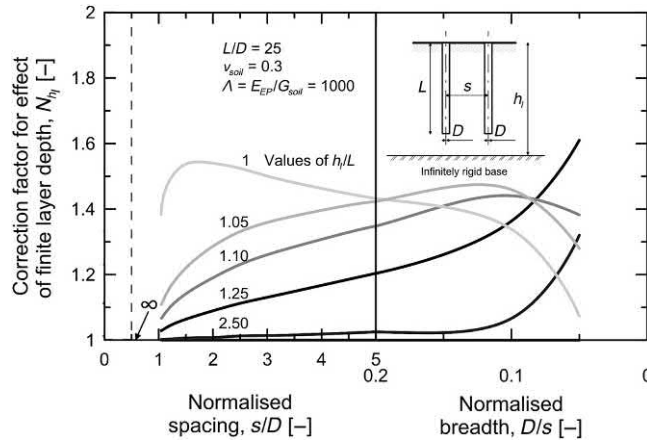 Correction factor for effect
of finite layer depth, N_hl [–]
2
1.8
1.6
1.4
1.2
1
L/D = 25
ν_soil = 0.3
Λ = E_EP/G_soil = 1000
1 Values of h_l/L
1.05
1.10
1.25
2.50
∞
L
s
h_l
D
D
Infinitely rigid base
0 1 2 3 4 5
0.2 0.1 0
Normalised
spacing, s/D [–]
Normalised
breadth, D/s [–]